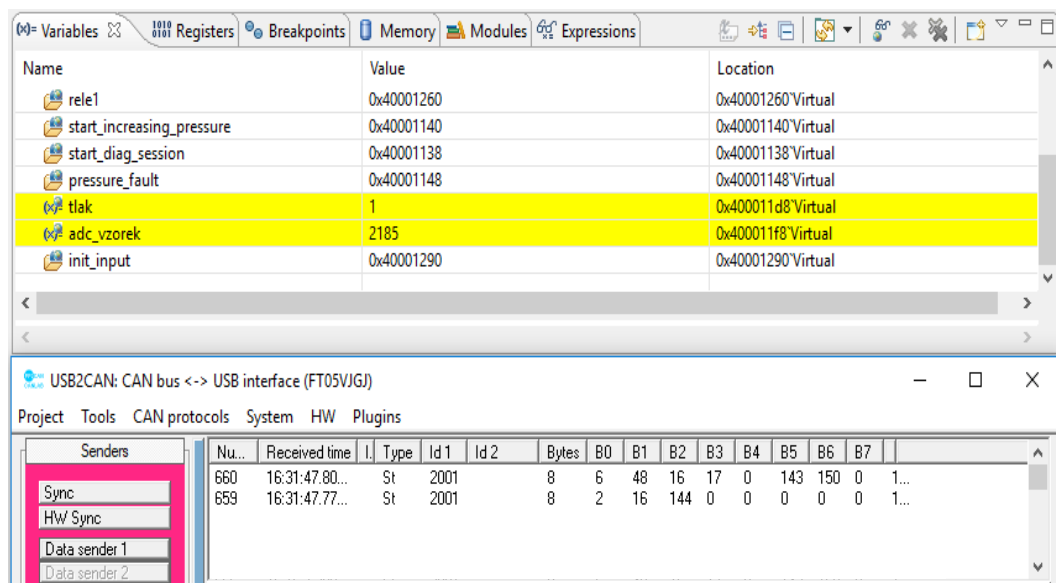 (x)= Variables 1010 0101 Registers Breakpoints Memory Modules Expressions
Name Value Location
rele1 0x40001260 0x40001260`Virtual
start_increasing_pressure 0x40001140 0x40001140`Virtual
start_diag_session 0x40001138 0x40001138`Virtual
pressure_fault 0x40001148 0x40001148`Virtual
(x)= tlak 1 0x400011d8`Virtual
(x)= adc_vzorek 2185 0x400011f8`Virtual
init_input 0x40001290 0x40001290`Virtual
USB2CAN: CAN bus <-> USB interface (FT05VJGJ)
Project Tools CAN protocols System HW Plugins
Senders Nu... Received time I. Type Id 1 Id 2 Bytes B0 B1 B2 B3 B4 B5 B6 B7
660 16:31:47.80... St 2001 8 6 48 16 17 0 143 150 0 1...
Sync 659 16:31:47.77... St 2001 8 2 16 144 0 0 0 0 0 1...
HW Sync
Data sender 1
Data sender 2